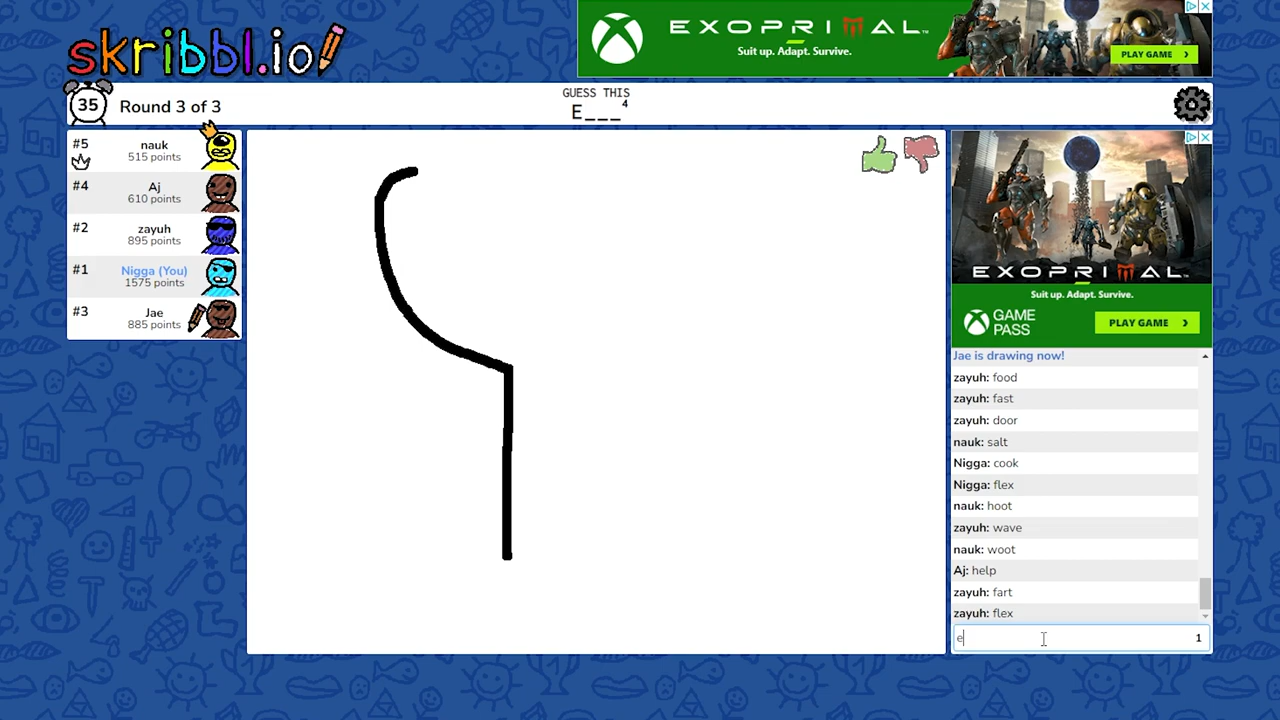 skribbl.io
EXOPRIMAL™
Suit up. Adapt. Survive.
PLAY GAME
35
Round 3 of 3
GUESS THIS
E___ 4
#5
nauk
515 points
#4
Aj
610 points
#2
zayuh
895 points
#1
Nigga (You)
1575 points
#3
Jae
885 points
EXOPRIMAL™
Suit up. Adapt. Survive.
GAME PASS
PLAY GAME
Jae is drawing now!
zayuh: food
zayuh: fast
zayuh: door
nauk: salt
Nigga: cook
Nigga: flex
nauk: hoot
zayuh: wave
nauk: woot
Aj: help
zayuh: fart
zayuh: flex
e
1